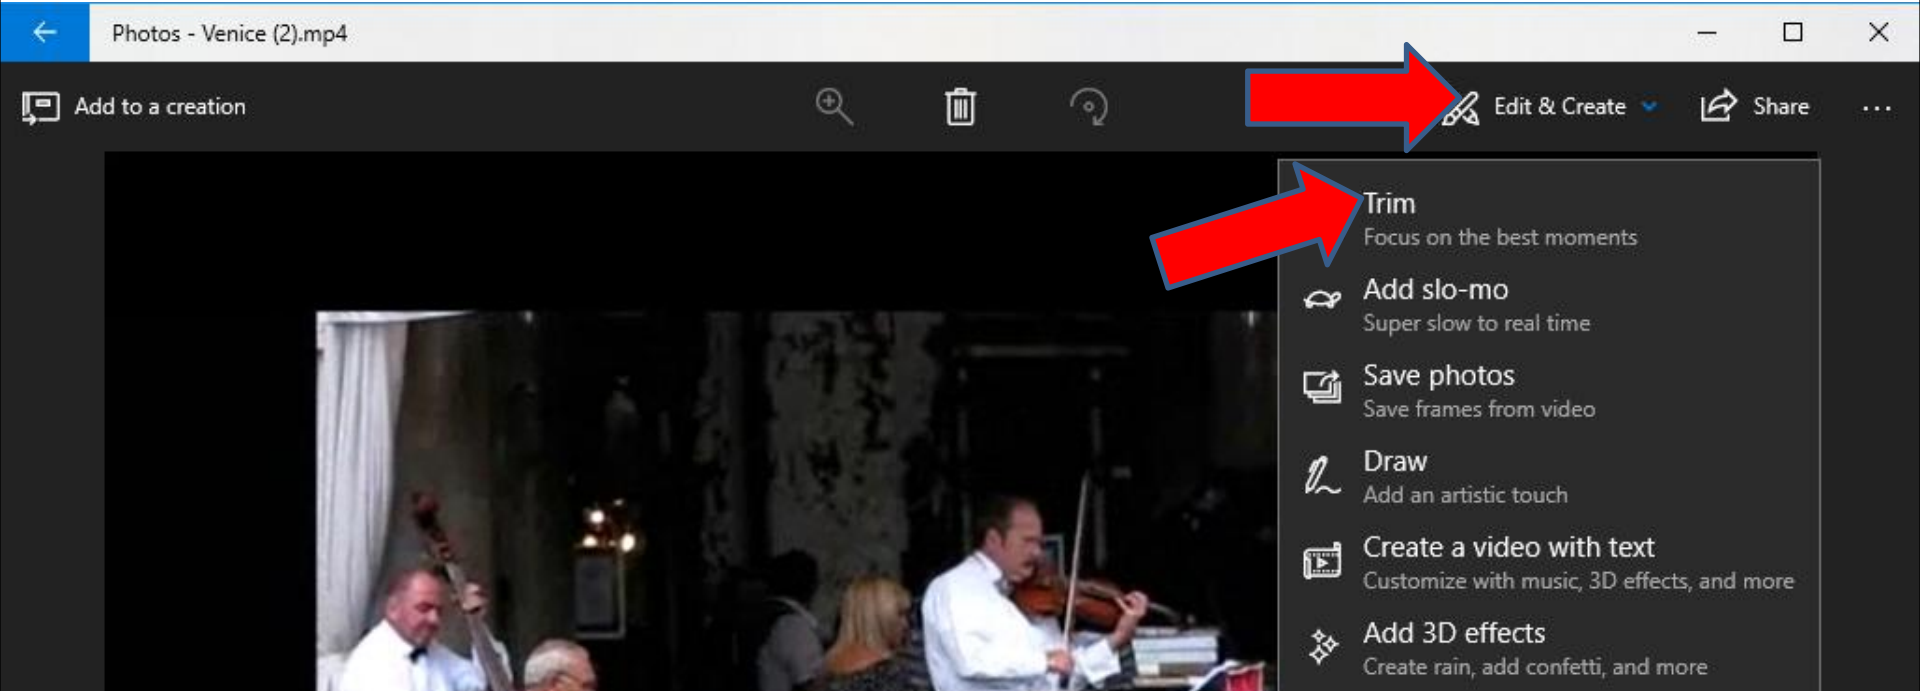 Photos - Venice (2).mp4
Add to a creation
Edit & Create
Share
Trim
Focus on the best moments
Add slo-mo
Super slow to real time
Save photos
Save frames from video
Draw
Add an artistic touch
Create a video with text
Customize with music, 3D effects, and more
Add 3D effects
Create rain, add confetti, and more